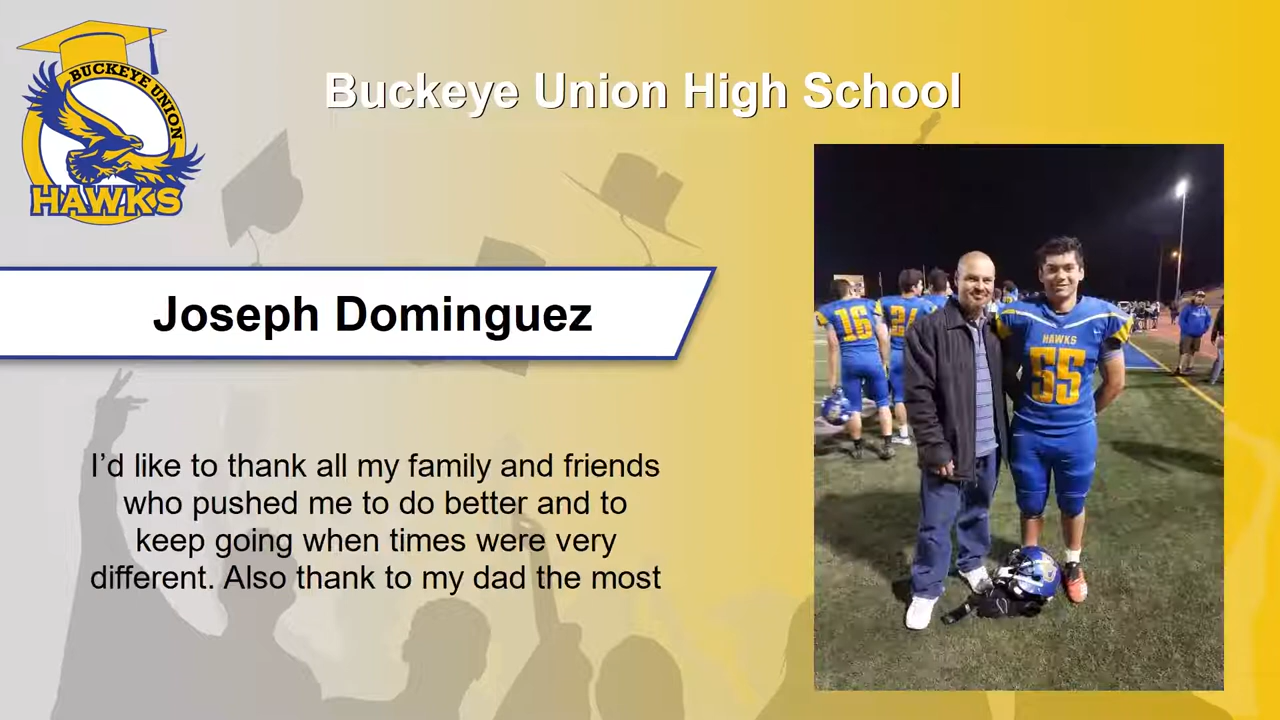 BUCKEYE UNION
HAWKS
Buckeye Union High School
Joseph Dominguez
I’d like to thank all my family and friends
who pushed me to do better and to
keep going when times were very
different. Also thank to my dad the most
16
21
HAWKS
55